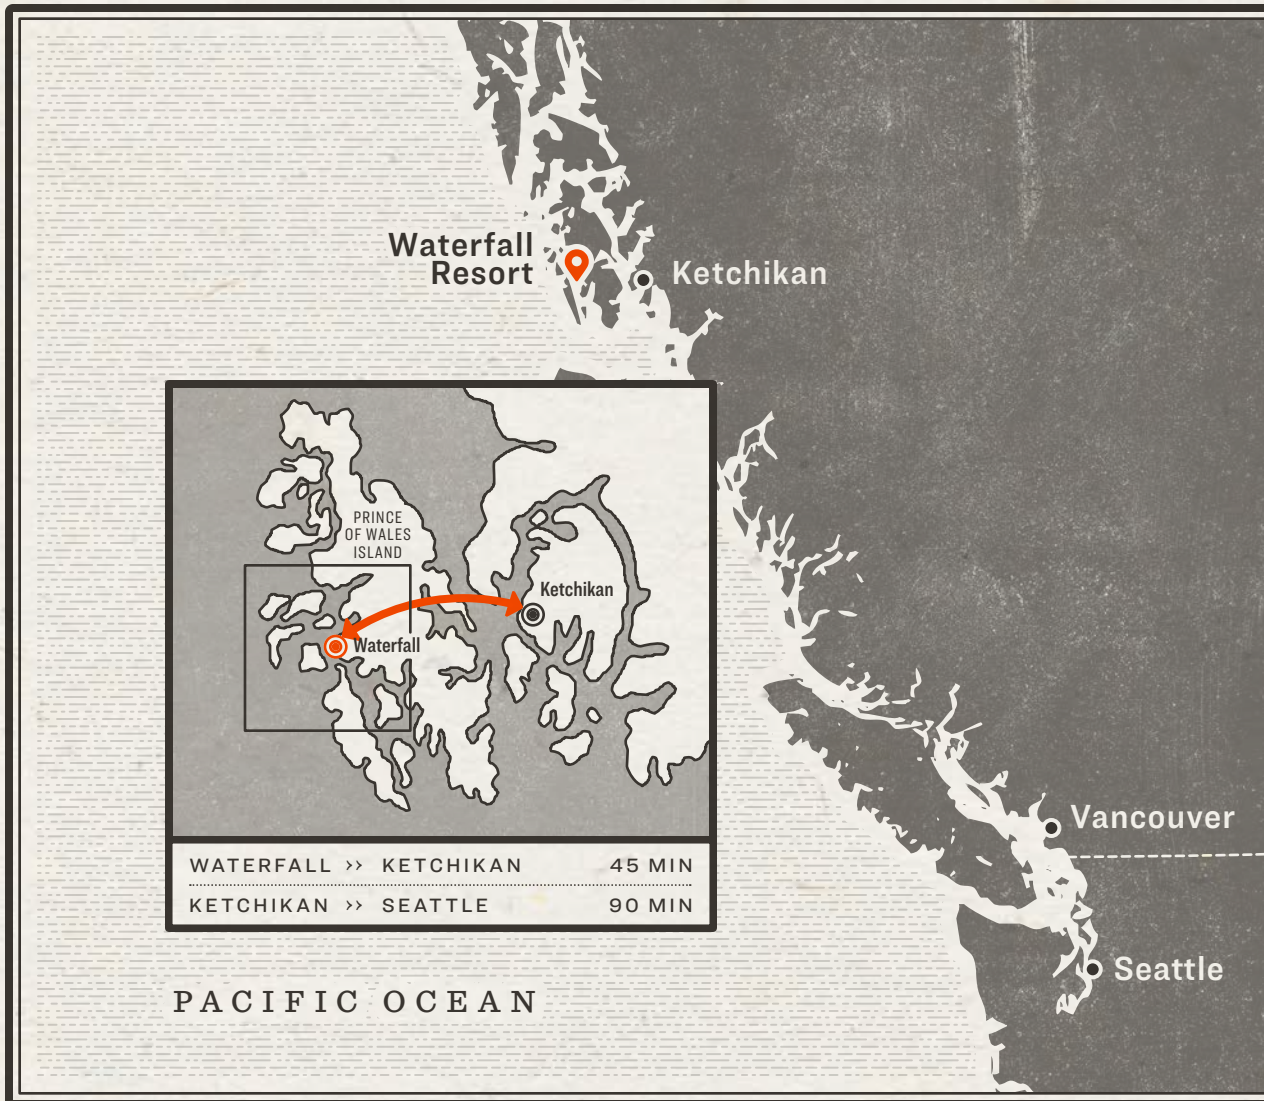 Waterfall
Resort
Ketchikan
PRINCE
OF WALES
ISLAND
Ketchikan
Waterfall
Vancouver
WATERFALL ›› KETCHIKAN 45 MIN
KETCHIKAN ›› SEATTLE 90 MIN
Seattle
PACIFIC OCEAN